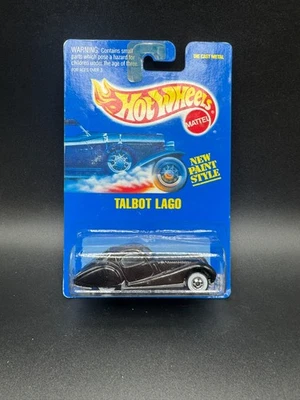 WARNING: Contains small
parts which pose a hazard for
children under the age of three.
DIE CAST METAL
Hot Wheels
MATTEL
NEW
PAINT
STYLE
TALBOT LAGO